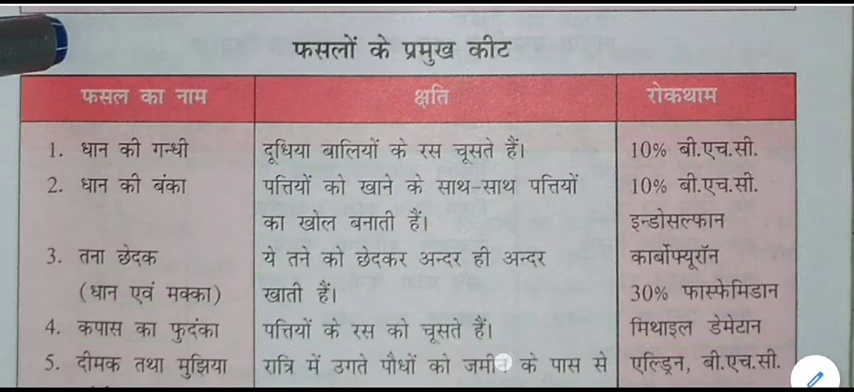 फसलों के प्रमुख कीट
फसल का नाम क्षति रोकथाम
1. धान की गन्धी दूधिया बालियों के रस चूसते हैं। 10% बी.एच.सी.
2. धान की बंका पत्तियों को खाने के साथ-साथ पत्तियों 10% बी.एच.सी.
का खोल बनाती हैं। इन्डोसल्फान
3. तना छेदक ये तने को छेदकर अन्दर ही अन्दर कार्बोफ्यूरॉन
(धान एवं मक्का) खाती हैं। 30% फास्फेमिडान
4. कपास का फुदंका पत्तियों के रस को चूसते हैं। मिथाइल डेमेटान
5. दीमक तथा मुझिया रात्रि में उगते पौधों को जमीन के पास से एल्ड्रिन, बी.एच.सी.